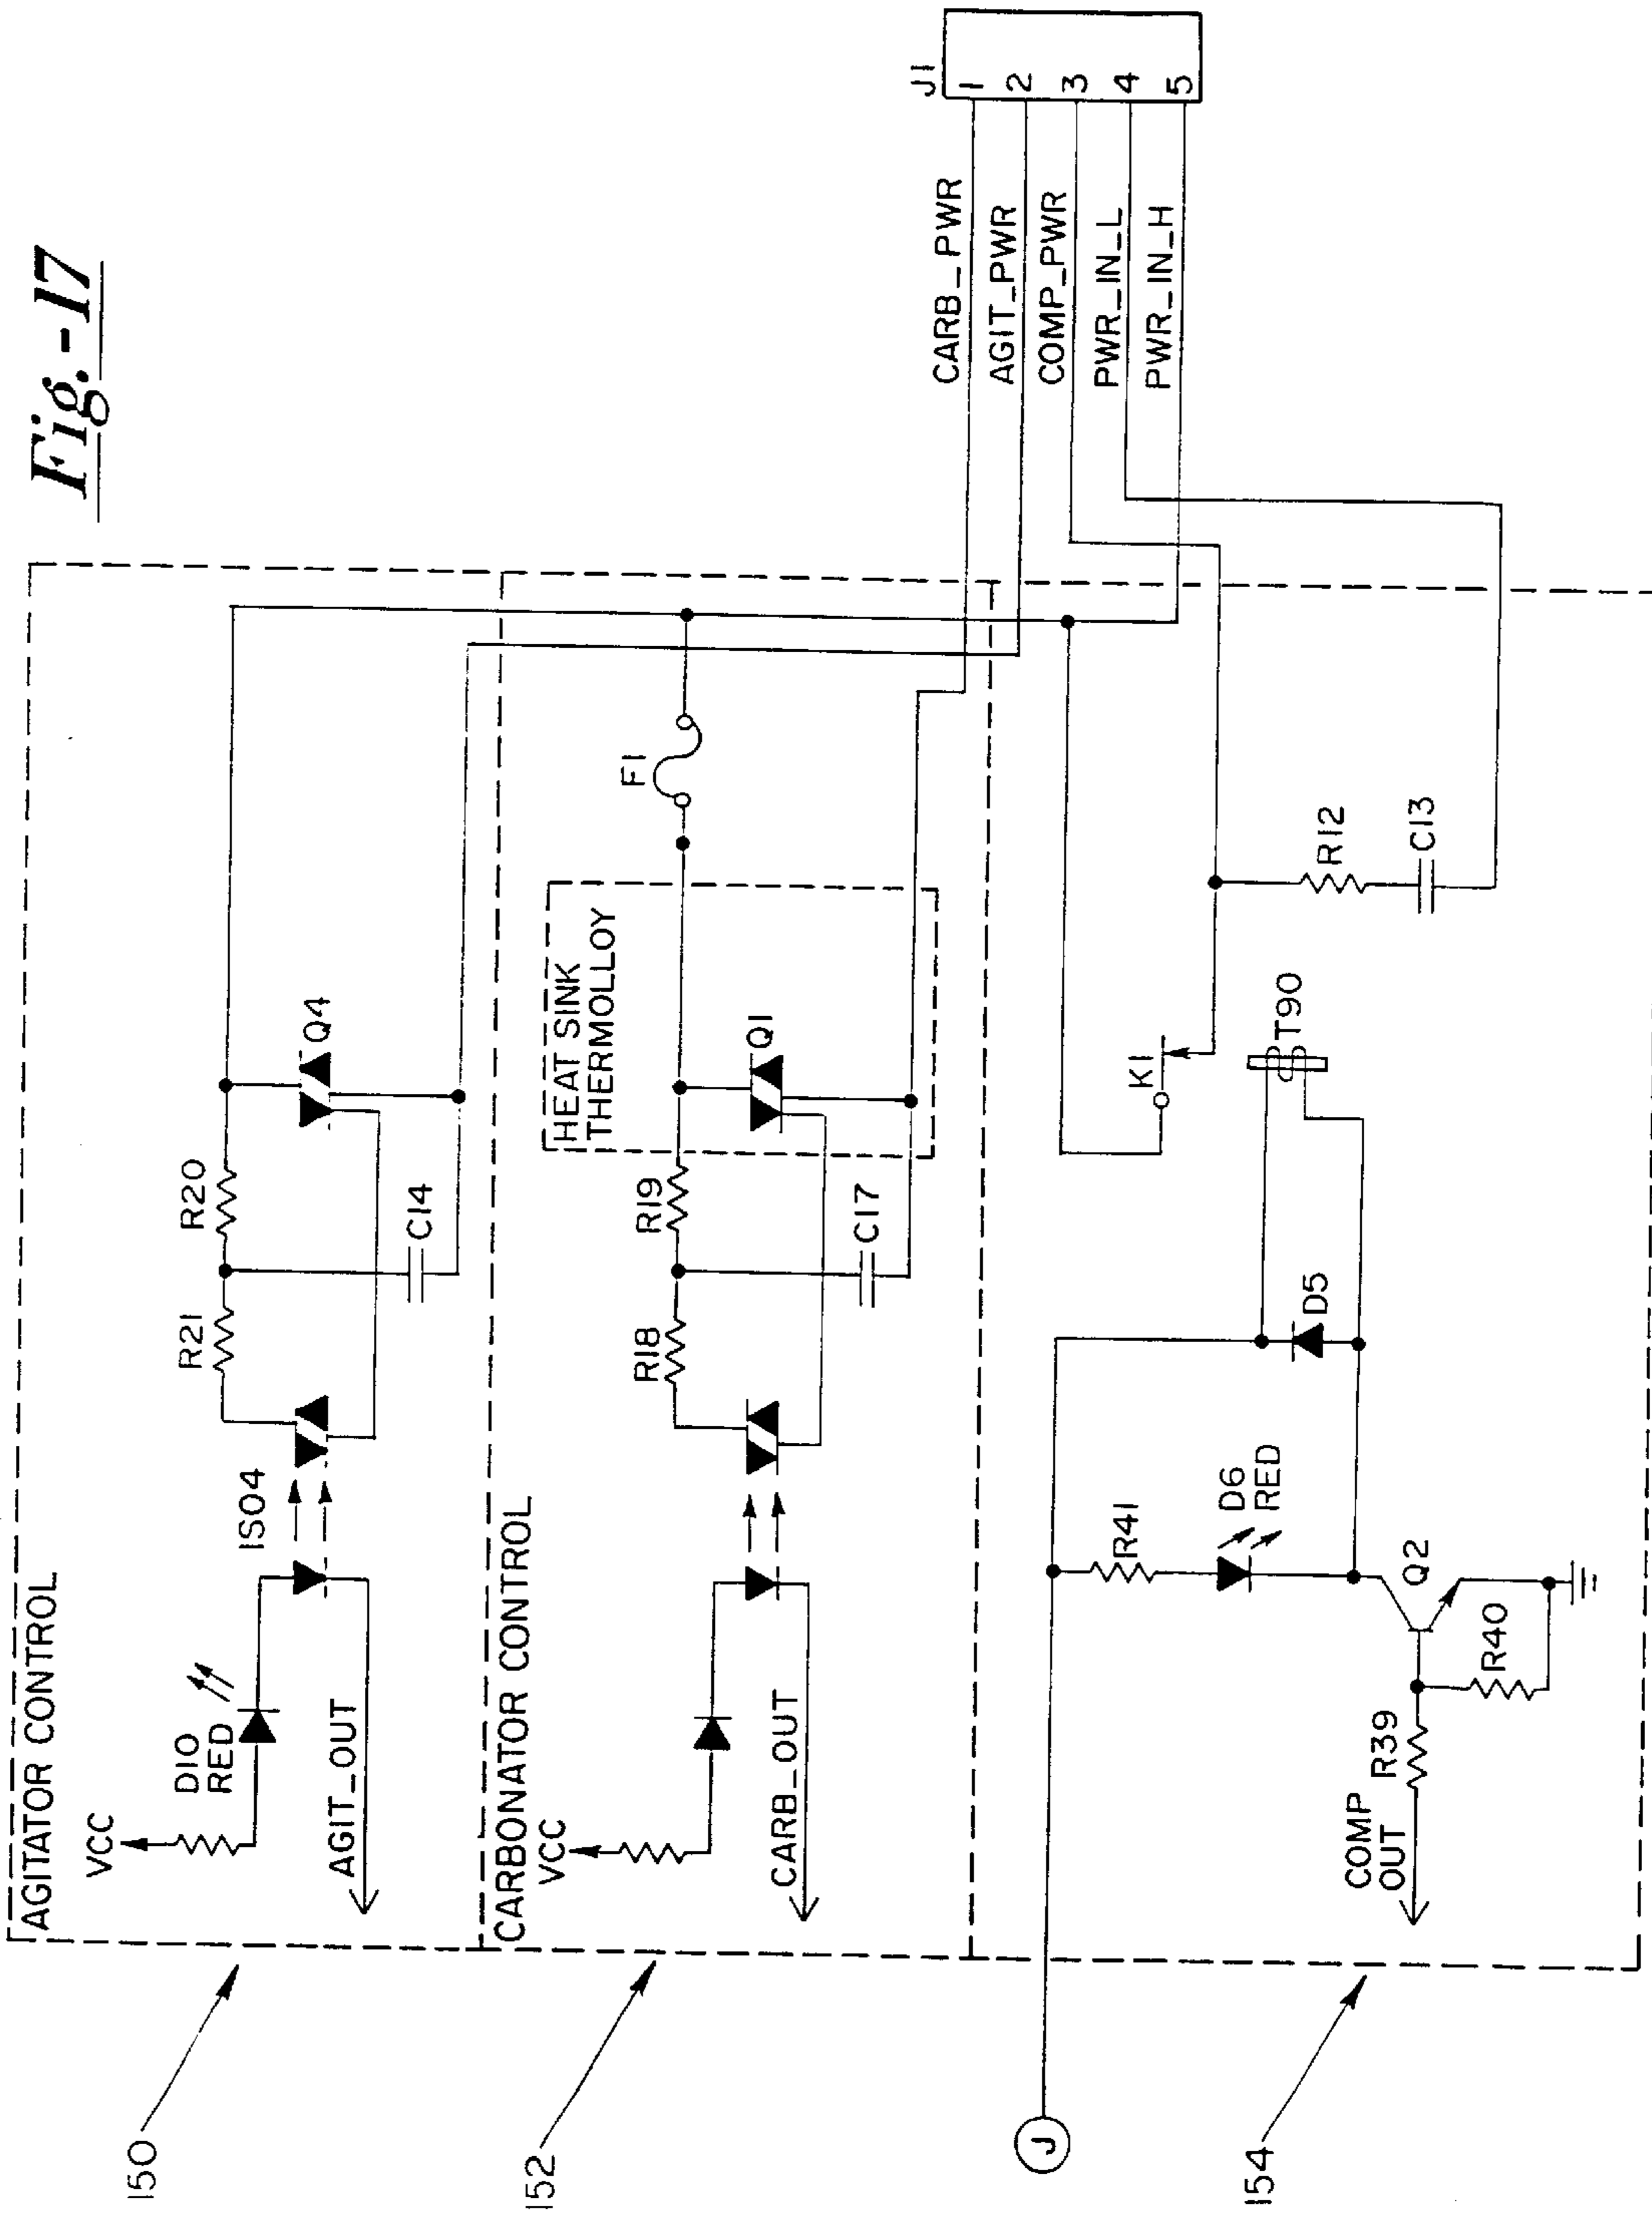 Fig.-17
150
AGITATOR CONTROL
VCC
D10
RED
AGIT_OUT
ISO4
R21
R20
C14
Q4
152
CARBONATOR CONTROL
VCC
CARB_OUT
R18
R19
C17
HEAT SINK
THERMOLLOY
Q1
F1
J1
CARB_PWR 1
AGIT_PWR 2
COMP_PWR 3
PWR_IN_L 4
PWR_IN_H 5
J
154
COMP
OUT
R39
R40
Q2
R41
D6
RED
D5
T90
K1
R12
C13